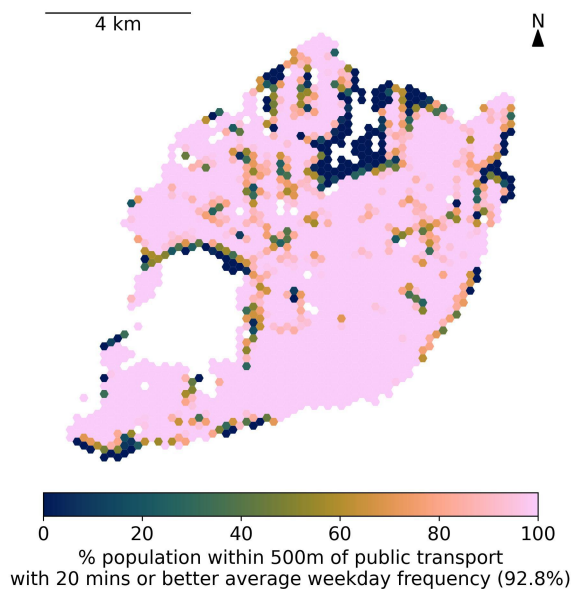 4 km
N
0 20 40 60 80 100
% population within 500m of public transport
with 20 mins or better average weekday frequency (92.8%)